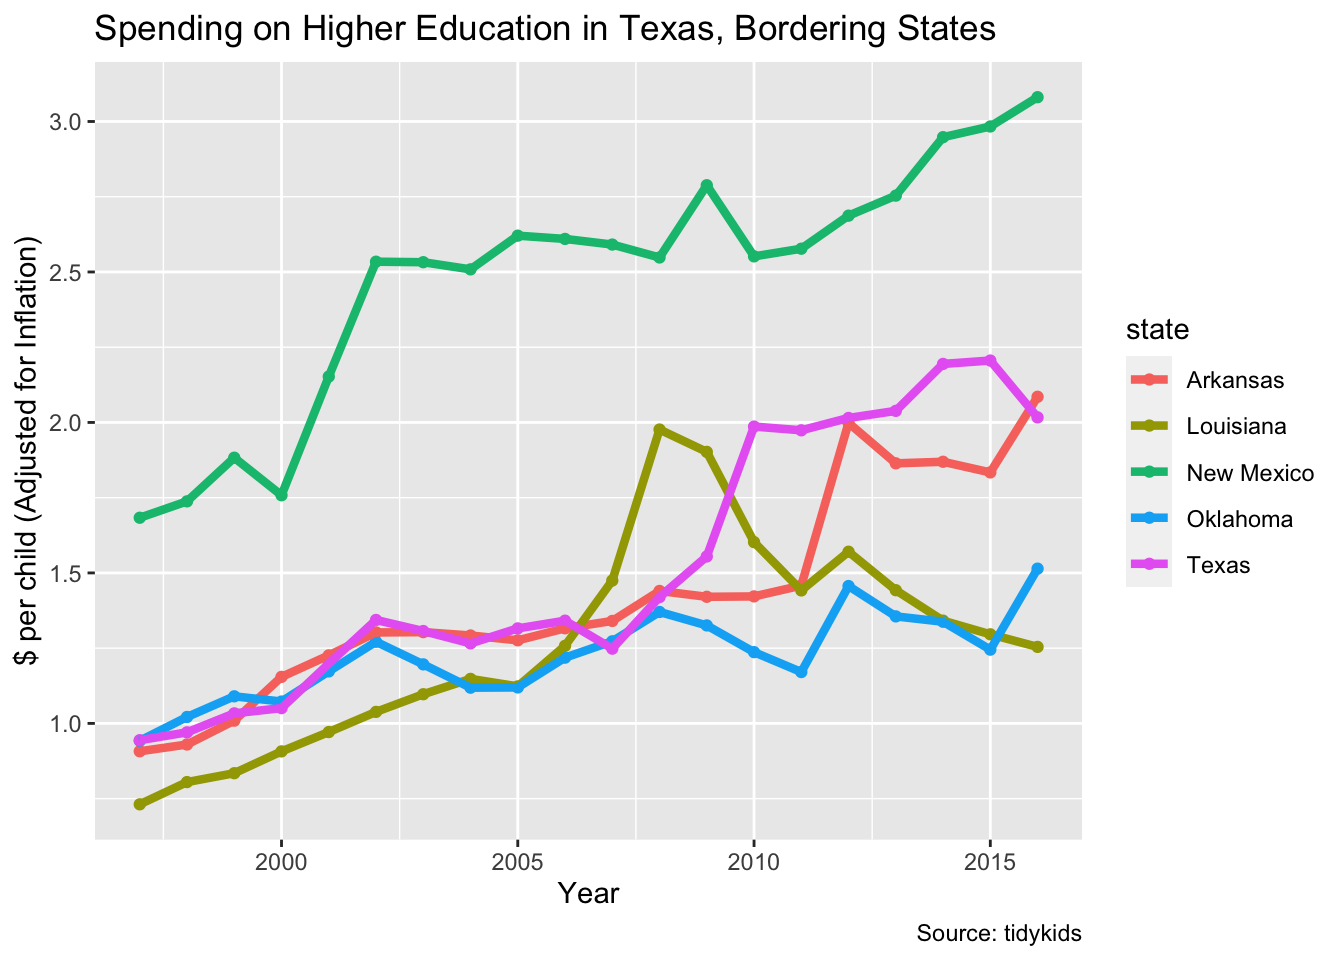 Spending on Higher Education in Texas, Bordering States
$ per child (Adjusted for Inflation)
3.0
2.5
2.0
1.5
1.0
2000 2005 2010 2015
Year
state
Arkansas
Louisiana
New Mexico
Oklahoma
Texas
Source: tidykids